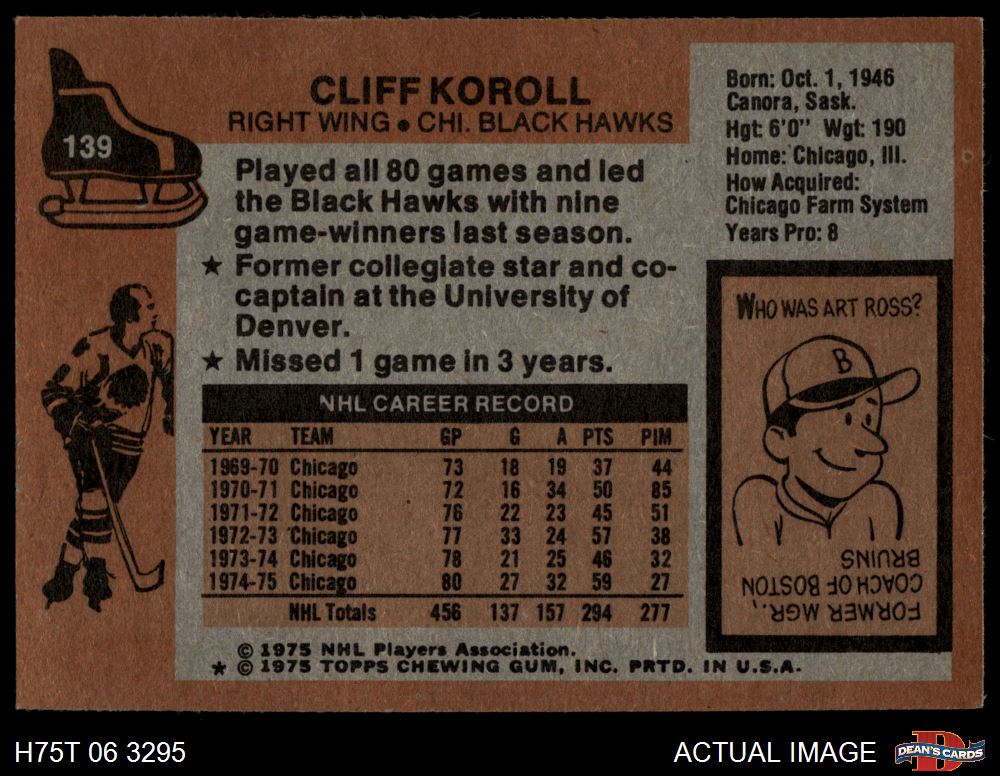 139
CLIFF KOROLL
RIGHT WING • CHI. BLACK HAWKS
Played all 80 games and led
the Black Hawks with nine
game-winners last season.
★ Former collegiate star and co-
captain at the University of
Denver.
★ Missed 1 game in 3 years.
Born: Oct. 1, 1946
Canora, Sask.
Hgt: 6'0" Wgt: 190
Home: Chicago, Ill.
How Acquired:
Chicago Farm System
Years Pro: 8
NHL CAREER RECORD
YEAR TEAM GP G A PTS PIM
1969-70 Chicago 73 18 19 37 44
1970-71 Chicago 72 16 34 50 85
1971-72 Chicago 76 22 23 45 51
1972-73 Chicago 77 33 24 57 38
1973-74 Chicago 78 21 25 46 32
1974-75 Chicago 80 27 32 59 27
NHL Totals 456 137 157 294 277
WHO WAS ART ROSS?
B
FORMER MGR.,
COACH OF BOSTON
BRUINS
© 1975 NHL Players Association.
★ © 1975 TOPPS CHEWING GUM, INC. PRTD. IN U.S.A.
H75T 06 3295
ACTUAL IMAGE
DEAN'S CARDS